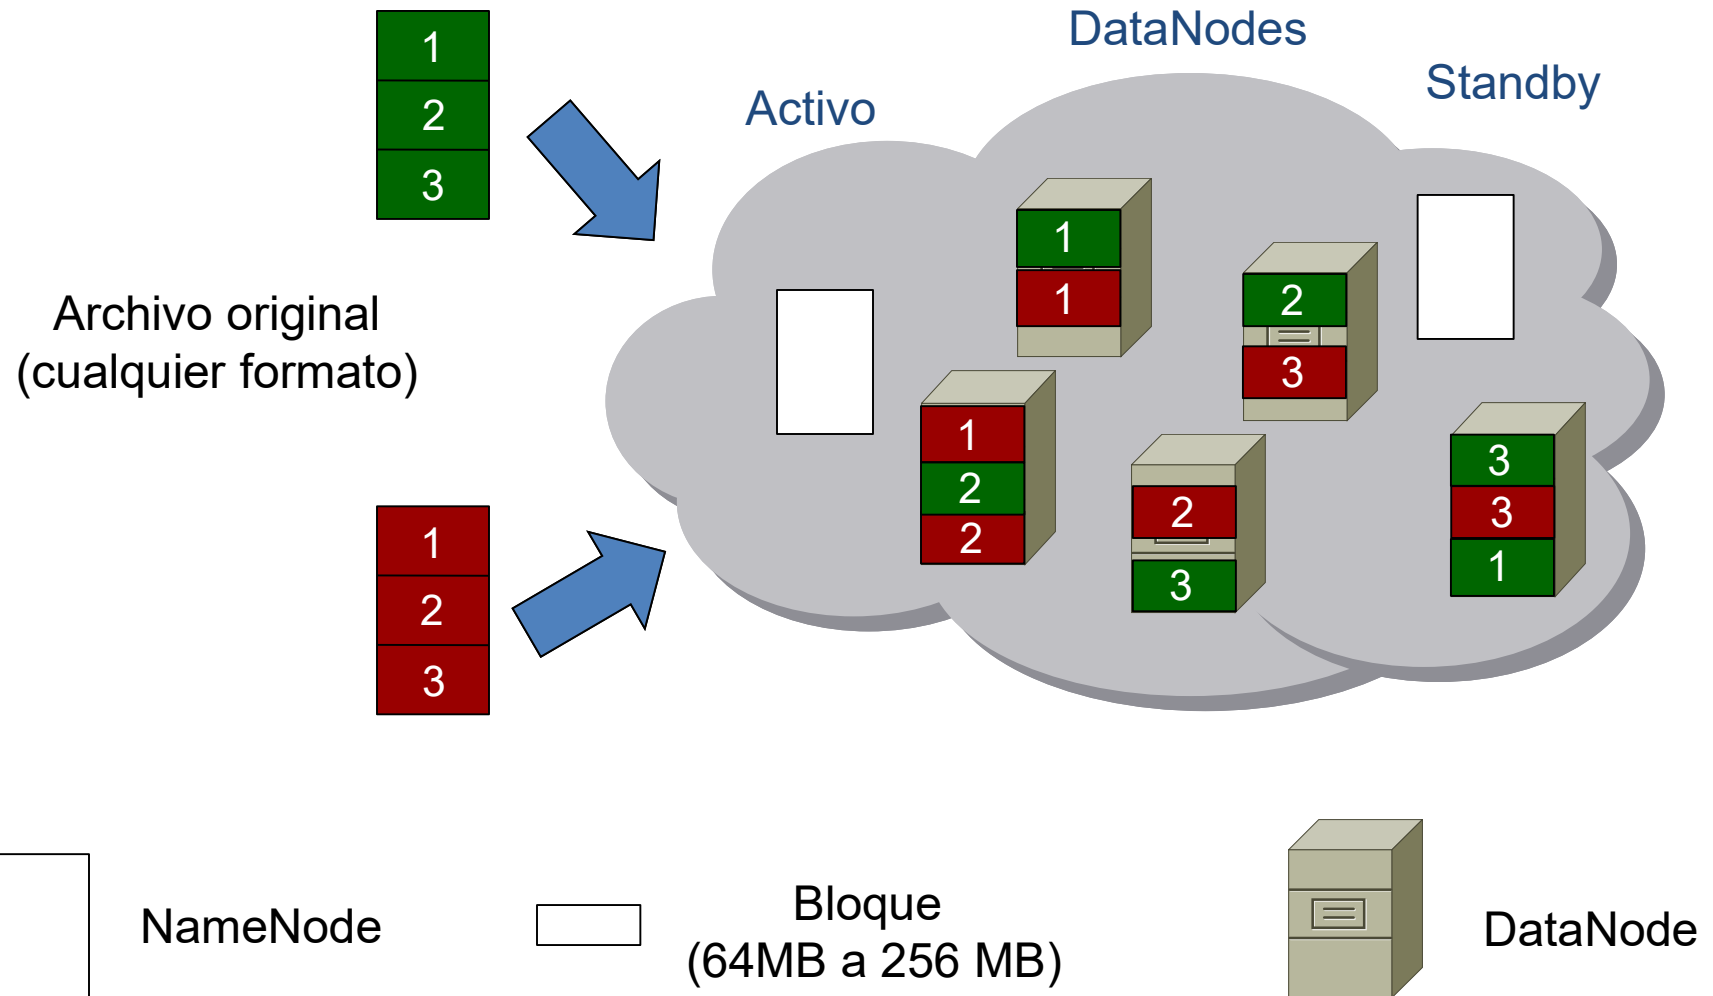 DataNodes
Standby
Activo
1
2
3
Archivo original
(cualquier formato)
1
2
3
1
1
2
3
1
2
2
2
3
3
3
1
NameNode
Bloque
(64MB a 256 MB)
DataNode